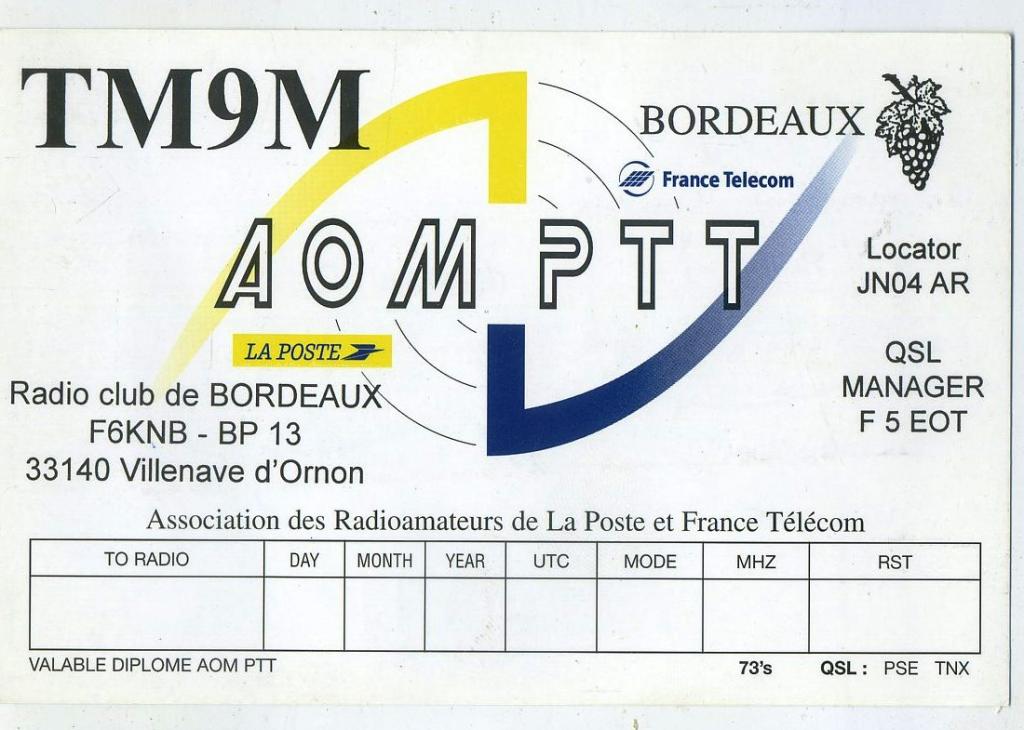 TM9M
BORDEAUX
France Telecom
AOM PTT
Locator
JN04 AR
LA POSTE
QSL
MANAGER
F 5 EOT
Radio club de BORDEAUX
F6KNB - BP 13
33140 Villenave d'Ornon
Association des Radioamateurs de La Poste et France Télécom
TO RADIO DAY MONTH YEAR UTC MODE MHZ RST
VALABLE DIPLOME AOM PTT 73's QSL : PSE TNX